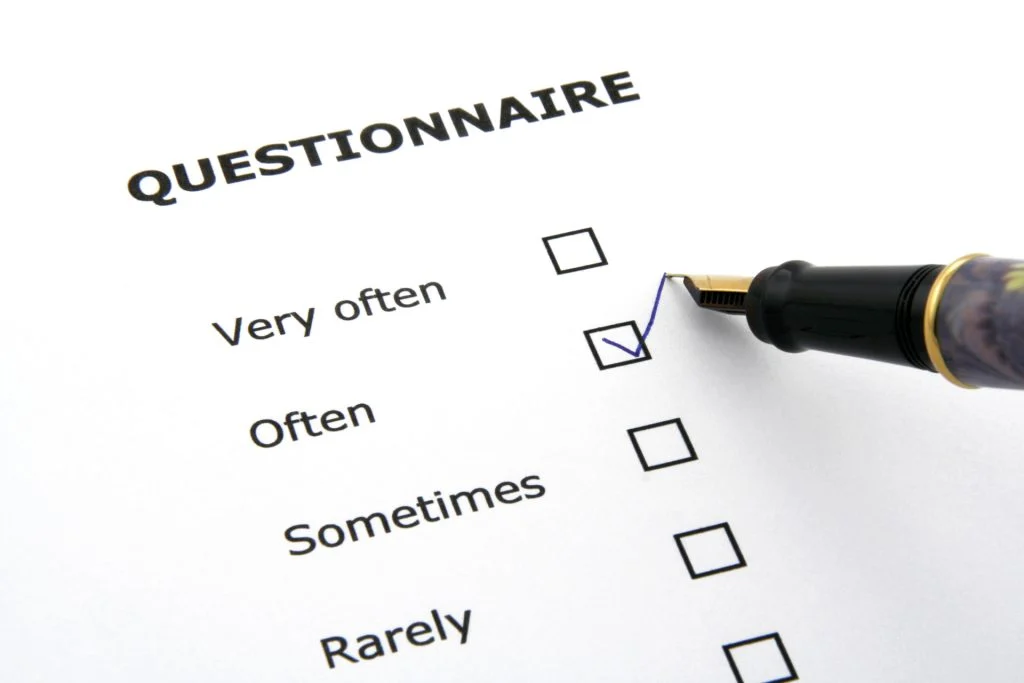 QUESTIONNAIRE
Very often
Often
Sometimes
Rarely